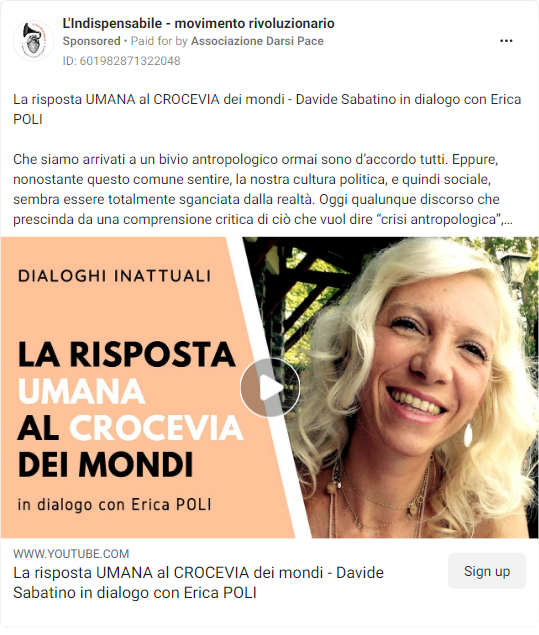 L'Indispensabile - movimento rivoluzionario
Sponsored • Paid for by Associazione Darsi Pace
ID: 601982871322048
La risposta UMANA al CROCEVIA dei mondi - Davide Sabatino in dialogo con Erica
POLI
Che siamo arrivati a un bivio antropologico ormai sono d’accordo tutti. Eppure,
nonostante questo comune sentire, la nostra cultura politica, e quindi sociale,
sembra essere totalmente sganciata dalla realtà. Oggi qualunque discorso che
prescinda da una comprensione critica di ciò che vuol dire “crisi antropologica”,...
DIALOGHI INATTUALI
LA RISPOSTA
UMANA
AL CROCEVIA
DEI MONDI
in dialogo con Erica POLI
WWW.YOUTUBE.COM
La risposta UMANA al CROCEVIA dei mondi - Davide
Sabatino in dialogo con Erica POLI
Sign up